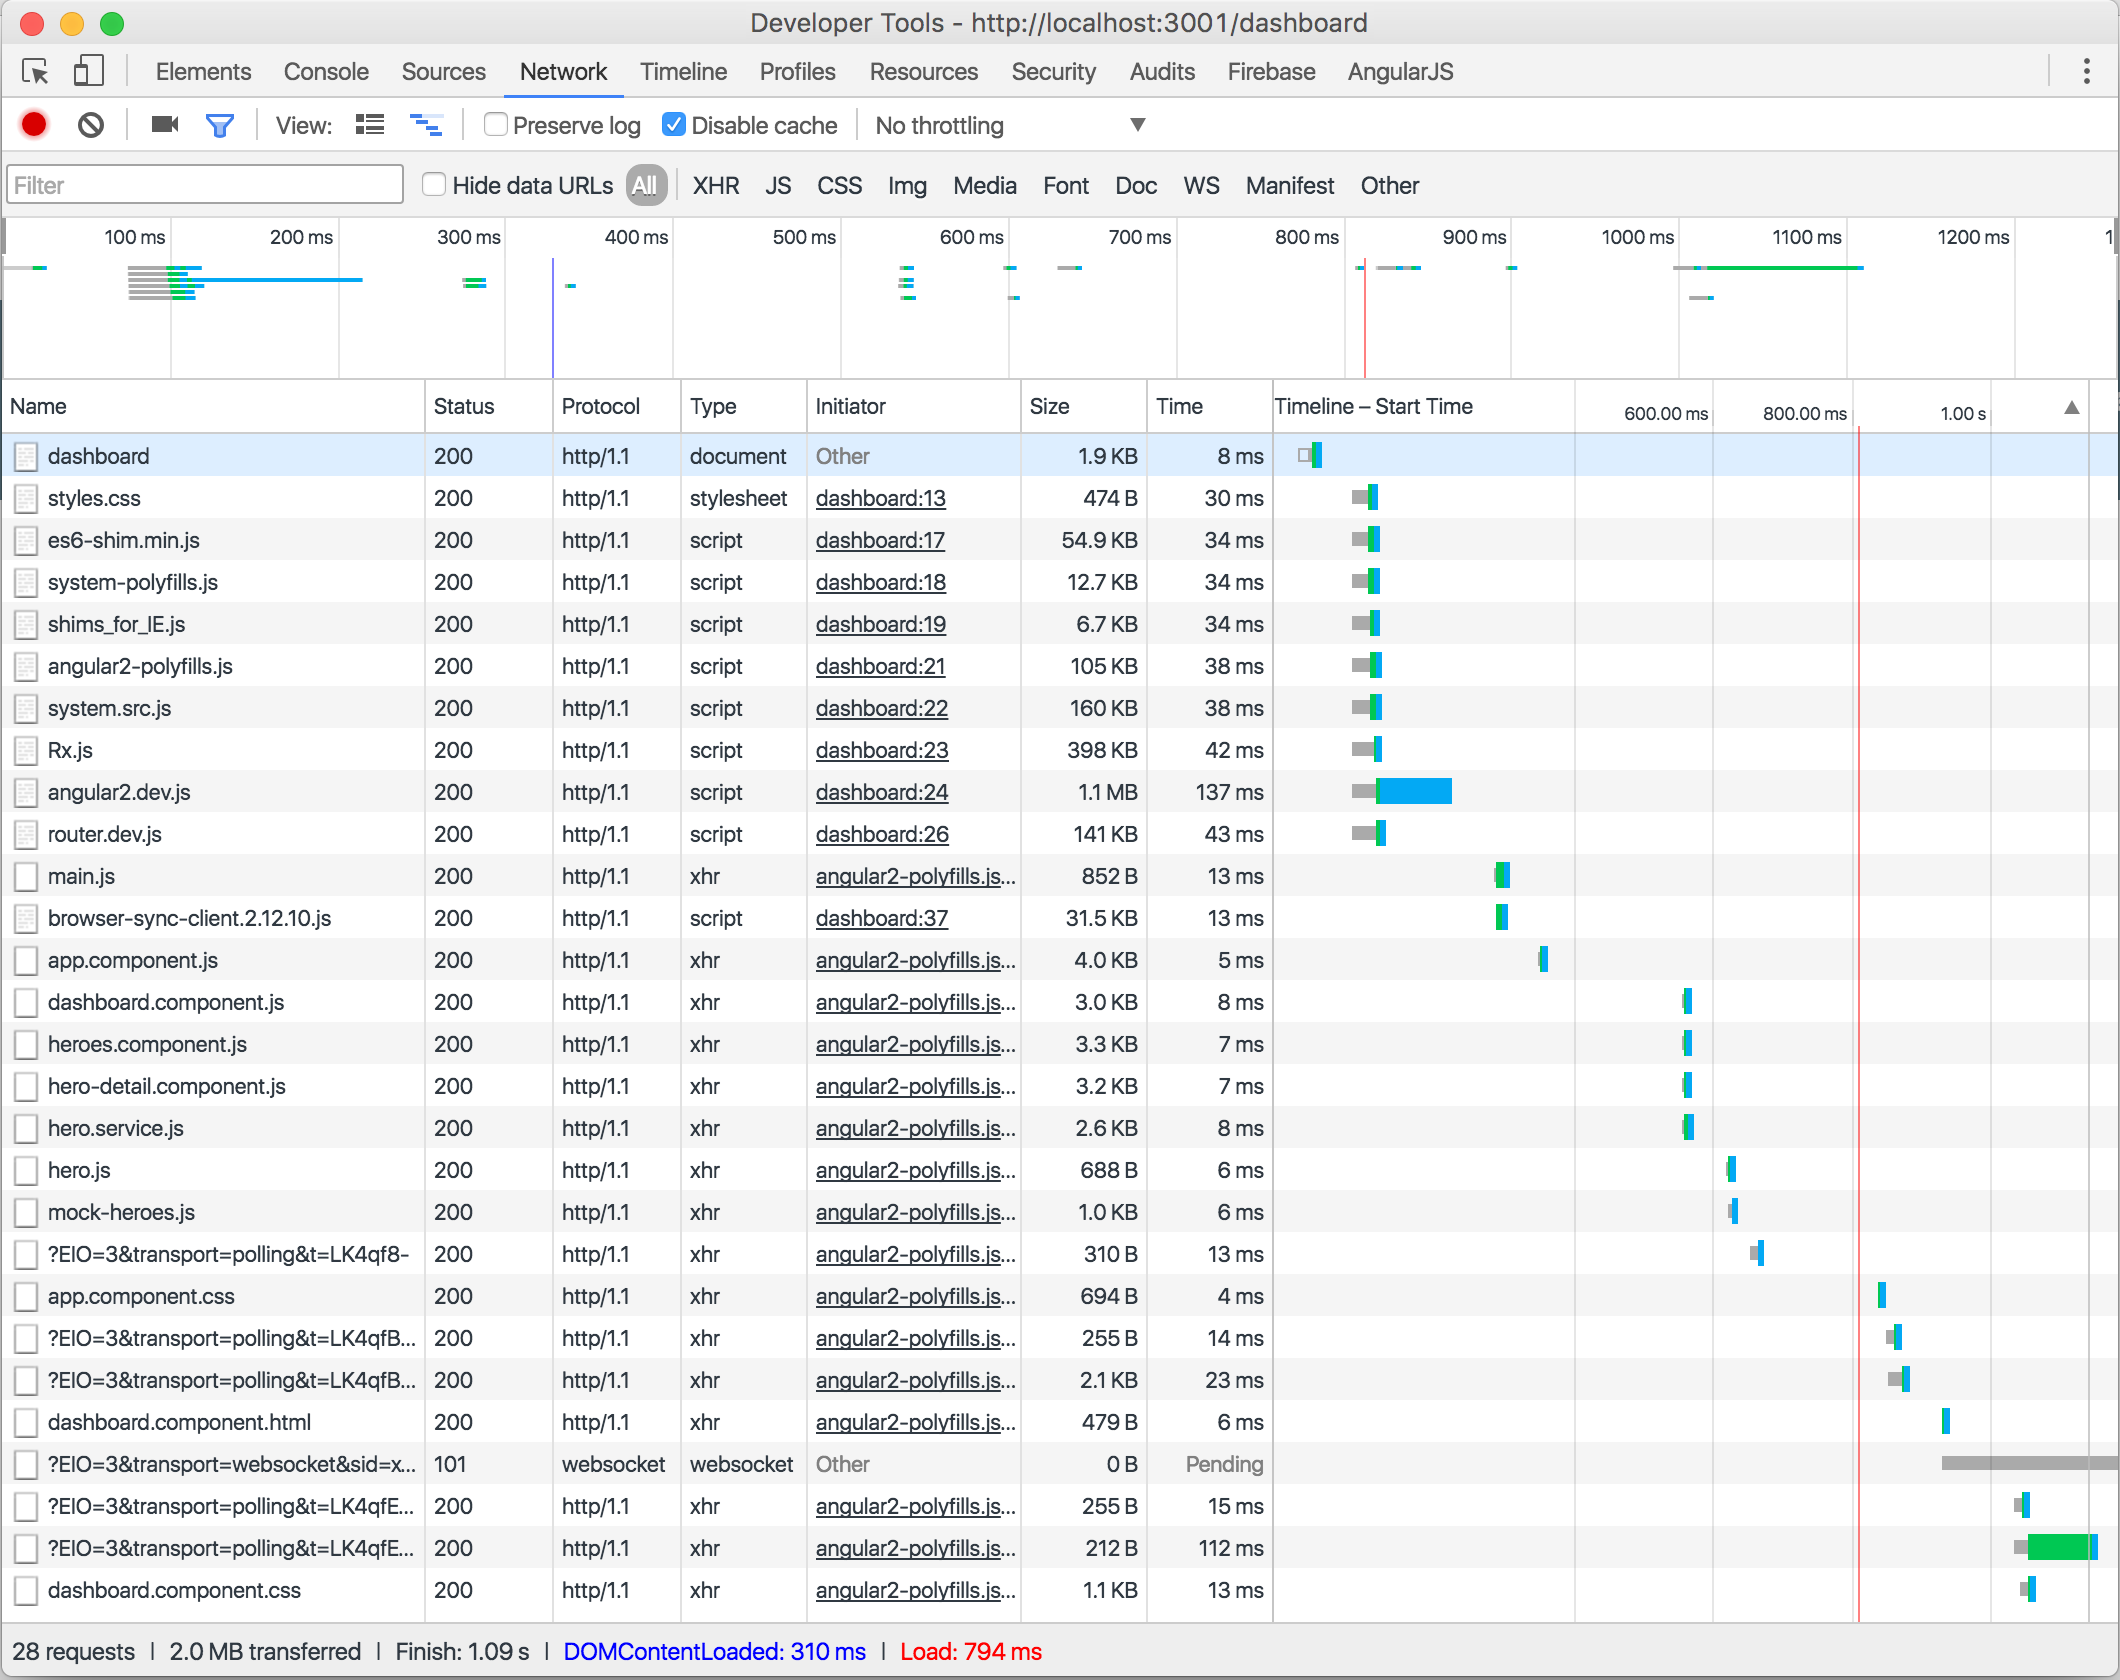 Developer Tools - http://localhost:3001/dashboard
Elements Console Sources Network Timeline Profiles Resources Security Audits Firebase AngularJS
View: Preserve log Disable cache No throttling
Filter Hide data URLs All XHR JS CSS Img Media Font Doc WS Manifest Other
100 ms 200 ms 300 ms 400 ms 500 ms 600 ms 700 ms 800 ms 900 ms 1000 ms 1100 ms 1200 ms 1
Name Status Protocol Type Initiator Size Time Timeline – Start Time 600.00 ms 800.00 ms 1.00 s
dashboard 200 http/1.1 document Other 1.9 KB 8 ms
styles.css 200 http/1.1 stylesheet dashboard:13 474 B 30 ms
es6-shim.min.js 200 http/1.1 script dashboard:17 54.9 KB 34 ms
system-polyfills.js 200 http/1.1 script dashboard:18 12.7 KB 34 ms
shims_for_IE.js 200 http/1.1 script dashboard:19 6.7 KB 34 ms
angular2-polyfills.js 200 http/1.1 script dashboard:21 105 KB 38 ms
system.src.js 200 http/1.1 script dashboard:22 160 KB 38 ms
Rx.js 200 http/1.1 script dashboard:23 398 KB 42 ms
angular2.dev.js 200 http/1.1 script dashboard:24 1.1 MB 137 ms
router.dev.js 200 http/1.1 script dashboard:26 141 KB 43 ms
main.js 200 http/1.1 xhr angular2-polyfills.js... 852 B 13 ms
browser-sync-client.2.12.10.js 200 http/1.1 script dashboard:37 31.5 KB 13 ms
app.component.js 200 http/1.1 xhr angular2-polyfills.js... 4.0 KB 5 ms
dashboard.component.js 200 http/1.1 xhr angular2-polyfills.js... 3.0 KB 8 ms
heroes.component.js 200 http/1.1 xhr angular2-polyfills.js... 3.3 KB 7 ms
hero-detail.component.js 200 http/1.1 xhr angular2-polyfills.js... 3.2 KB 7 ms
hero.service.js 200 http/1.1 xhr angular2-polyfills.js... 2.6 KB 8 ms
hero.js 200 http/1.1 xhr angular2-polyfills.js... 688 B 6 ms
mock-heroes.js 200 http/1.1 xhr angular2-polyfills.js... 1.0 KB 6 ms
?EIO=3&transport=polling&t=LK4qf8- 200 http/1.1 xhr angular2-polyfills.js... 310 B 13 ms
app.component.css 200 http/1.1 xhr angular2-polyfills.js... 694 B 4 ms
?EIO=3&transport=polling&t=LK4qfB... 200 http/1.1 xhr angular2-polyfills.js... 255 B 14 ms
?EIO=3&transport=polling&t=LK4qfB... 200 http/1.1 xhr angular2-polyfills.js... 2.1 KB 23 ms
dashboard.component.html 200 http/1.1 xhr angular2-polyfills.js... 479 B 6 ms
?EIO=3&transport=websocket&sid=x... 101 websocket websocket Other 0 B Pending
?EIO=3&transport=polling&t=LK4qfE... 200 http/1.1 xhr angular2-polyfills.js... 255 B 15 ms
?EIO=3&transport=polling&t=LK4qfE... 200 http/1.1 xhr angular2-polyfills.js... 212 B 112 ms
dashboard.component.css 200 http/1.1 xhr angular2-polyfills.js... 1.1 KB 13 ms
28 requests | 2.0 MB transferred | Finish: 1.09 s | DOMContentLoaded: 310 ms | Load: 794 ms